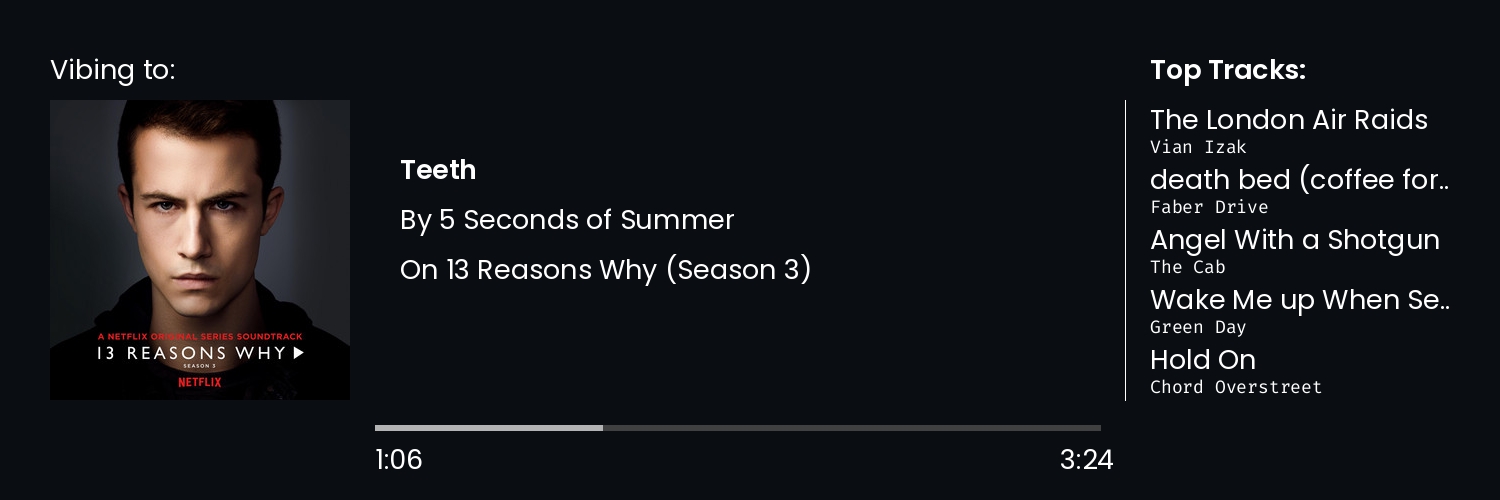 Vibing to:
A NETFLIX ORIGINAL SERIES SOUNDTRACK
13 REASONS WHY
SEASON 3
NETFLIX
Teeth
By 5 Seconds of Summer
On 13 Reasons Why (Season 3)
1:06
3:24
Top Tracks:
The London Air Raids
Vian Izak
death bed (coffee for..
Faber Drive
Angel With a Shotgun
The Cab
Wake Me up When Se..
Green Day
Hold On
Chord Overstreet